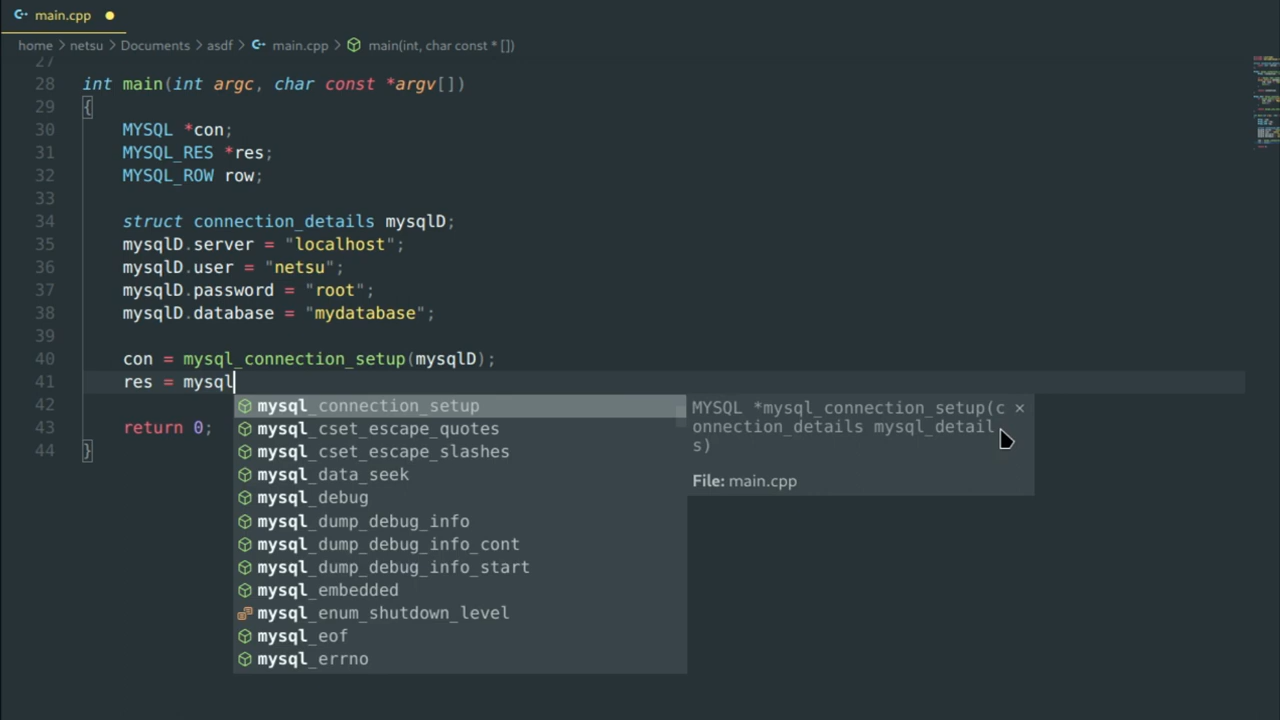 main.cpp
home > netsu > Documents > asdf > main.cpp > main(int, char const * [])
27
28 int main(int argc, char const *argv[])
29 {
30 MYSQL *con;
31 MYSQL_RES *res;
32 MYSQL_ROW row;
33
34 struct connection_details mysqlD;
35 mysqlD.server = "localhost";
36 mysqlD.user = "netsu";
37 mysqlD.password = "root";
38 mysqlD.database = "mydatabase";
39
40 con = mysql_connection_setup(mysqlD);
41 res = mysql
42
43 return 0;
44 }
mysql_connection_setup
mysql_cset_escape_quotes
mysql_cset_escape_slashes
mysql_data_seek
mysql_debug
mysql_dump_debug_info
mysql_dump_debug_info_cont
mysql_dump_debug_info_start
mysql_embedded
mysql_enum_shutdown_level
mysql_eof
mysql_errno
MYSQL *mysql_connection_setup(c
onnection_details mysql_detail
s)
File: main.cpp